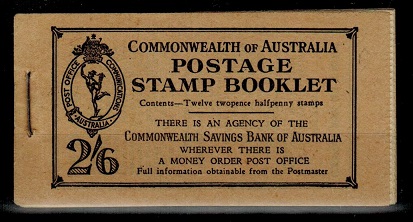 COMMONWEALTH OF AUSTRALIA
POSTAGE
STAMP BOOKLET
Contents—Twelve twopence halfpenny stamps
THERE IS AN AGENCY OF THE
COMMONWEALTH SAVINGS BANK OF AUSTRALIA
WHEREVER THERE IS
A MONEY ORDER POST OFFICE
Full information obtainable from the Postmaster
POST OFFICE COMMUNICATIONS
AUSTRALIA
2/6